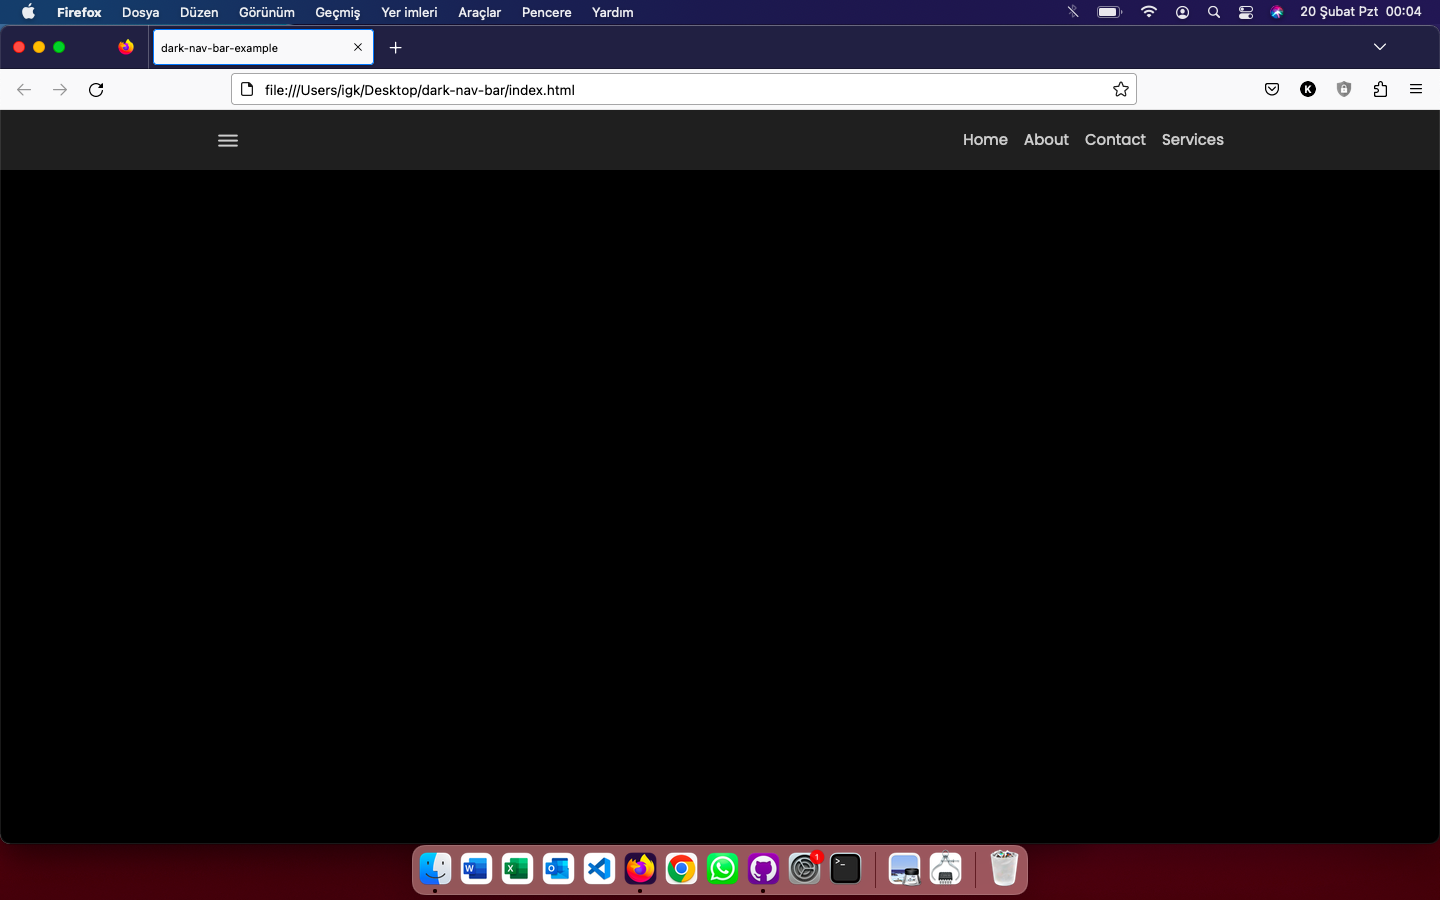 Firefox Dosya Düzen Görünüm Geçmiş Yer imleri Araçlar Pencere Yardım 20 Şubat Pzt 00:04
dark-nav-bar-example
file:///Users/igk/Desktop/dark-nav-bar/index.html K
Home About Contact Services
W X O 1 >_